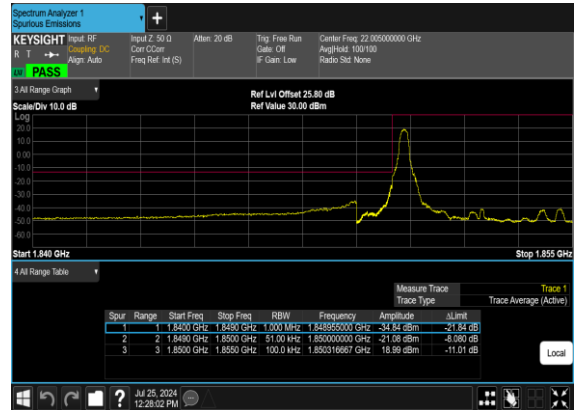 Spectrum Analyzer 1
Spurious Emissions
KEYSIGHT Input: RF Input Z: 50 Ω Atten: 20 dB Trig: Free Run Center Freq: 22.005000000 GHz
R T Coupling: DC Corr CCorr Gate: Off Avg|Hold: 100/100
Align: Auto Freq Ref: Int (S) IF Gain: Low Radio Std: None
PASS
3 All Range Graph
Ref Lvl Offset 25.80 dB
Scale/Div 10.0 dB Ref Value 30.00 dBm
Log
20.0
10.0
0.00
-10.0
-20.0
-30.0
-40.0
-50.0
-60.0
Start 1.840 GHz Stop 1.855 GHz
4 All Range Table
Measure Trace Trace 1
Trace Type Trace Average (Active)
Spur Range Start Freq Stop Freq RBW Frequency Amplitude ΔLimit
1 1 1.8400 GHz 1.8490 GHz 1.000 MHz 1.848955000 GHz -34.84 dBm -21.84 dB
2 2 1.8490 GHz 1.8500 GHz 51.00 kHz 1.850000000 GHz -21.08 dBm -8.080 dB
3 3 1.8500 GHz 1.8550 GHz 100.0 kHz 1.850316667 GHz 18.99 dBm -11.01 dB
Local
?
Jul 25, 2024
12:28:02 PM